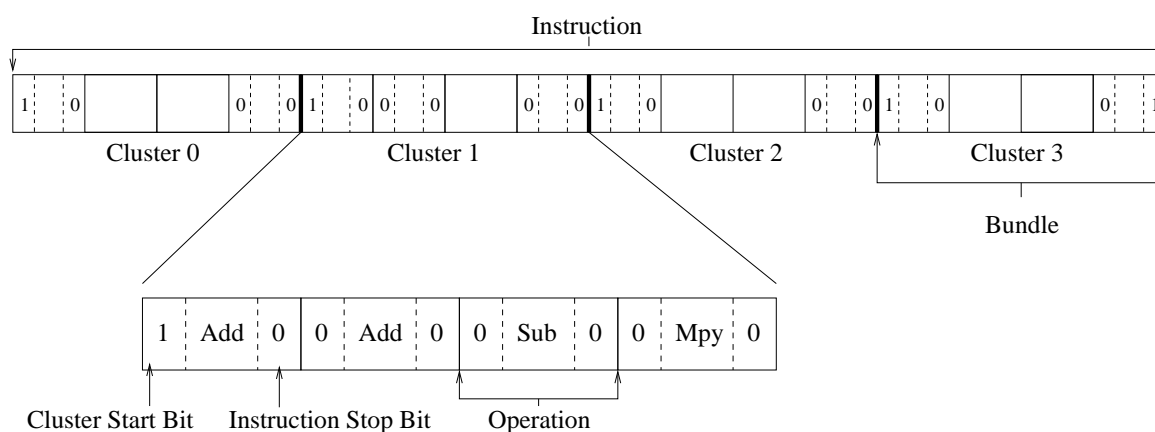 Instruction
1 0 0 0 1 0 0 0 0 0 1 0 0 0 1 0 0 1
Cluster 0 Cluster 1 Cluster 2 Cluster 3
Bundle
1 Add 0 0 Add 0 0 Sub 0 0 Mpy 0
Cluster Start Bit Instruction Stop Bit Operation